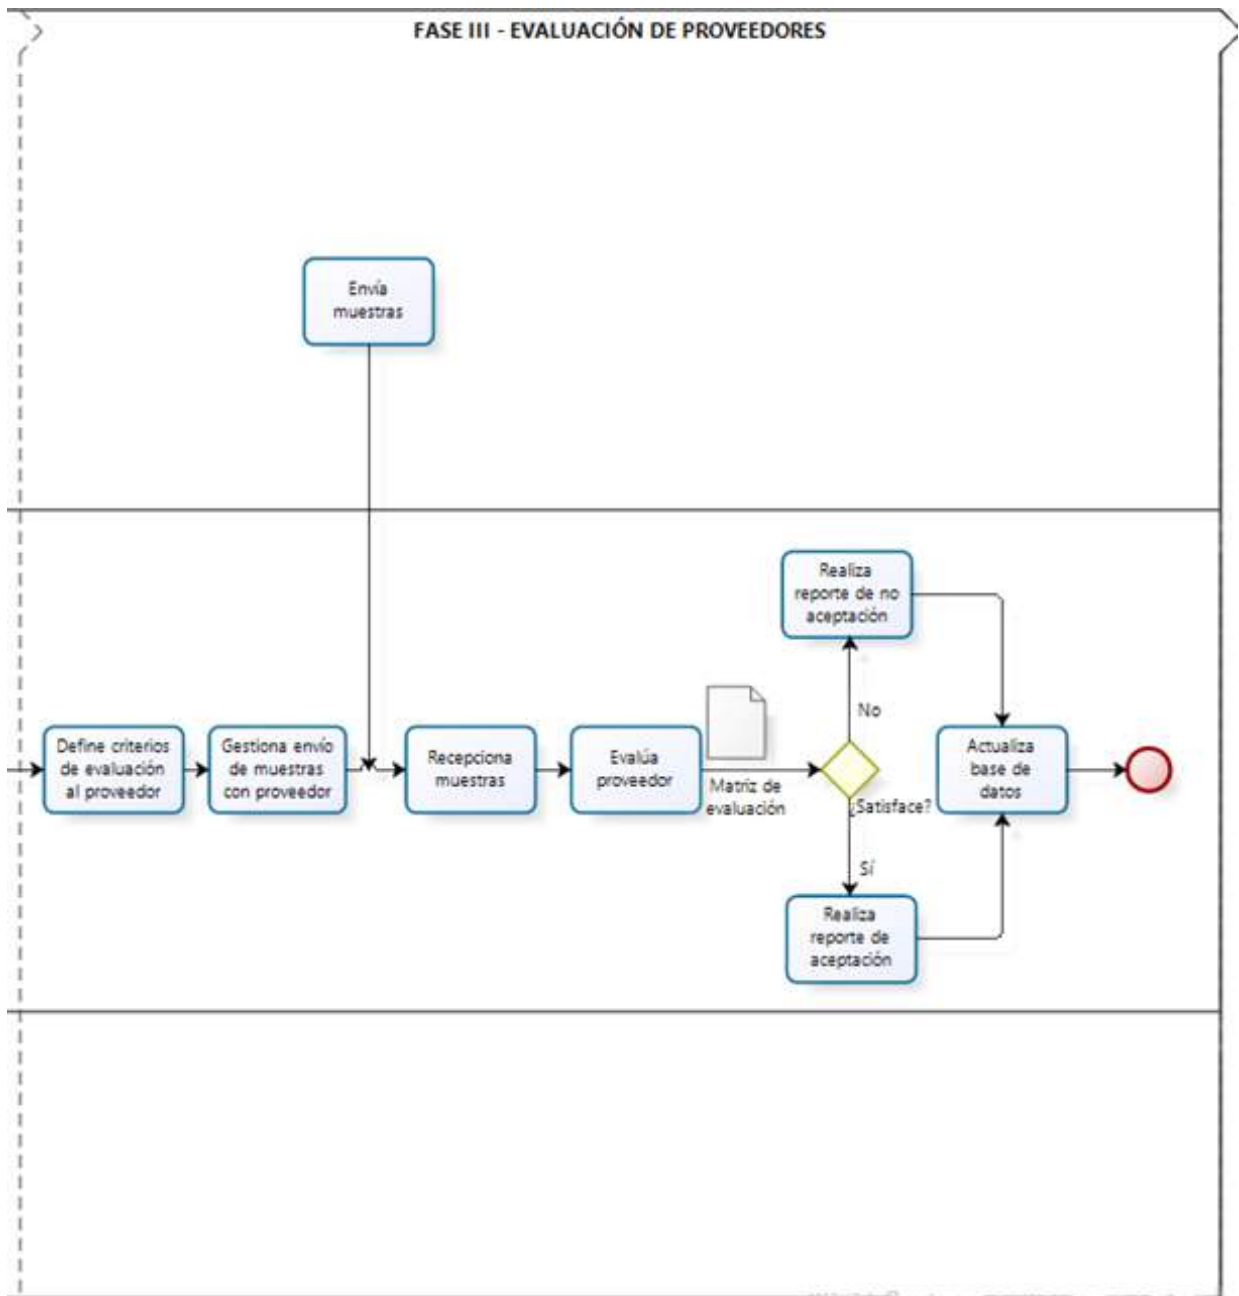 FASE III - EVALUACIÓN DE PROVEEDORES
Envía
muestras
Define criterios
de evaluación
al proveedor
Gestiona envío
de muestras
con proveedor
Recepciona
muestras
Evalúa
proveedor
Matriz de
evaluación
¿Satisface?
No
Realiza
reporte de no
aceptación
Sí
Realiza
reporte de
aceptación
Actualiza
base de
datos